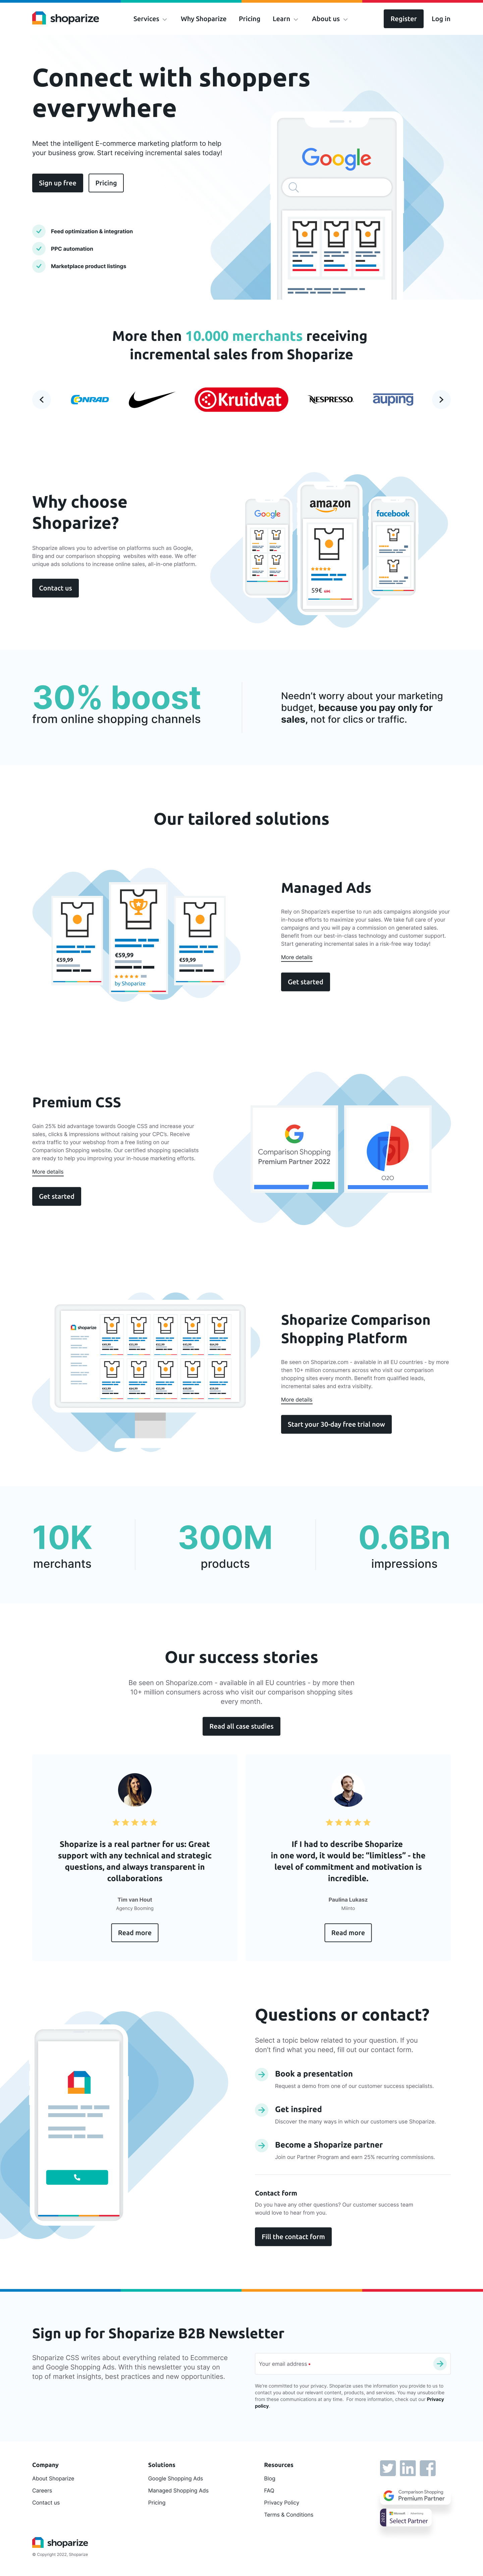 shoparize
Services
Why Shoparize
Pricing
Learn
About us
Register
Log in
Connect with shoppers
everywhere
Meet the intelligent E-commerce marketing platform to help
your business grow. Start receiving incremental sales today!
Sign up free
Pricing
Feed optimization & integration
PPC automation
Marketplace product listings
Google
More then 10.000 merchants receiving
incremental sales from Shoparize
CONRAD
Kruidvat
NESPRESSO
auping
Why choose
Shoparize?
Shoparize allows you to advertise on platforms such as Google,
Bing and our comparison shopping  websites with ease. We offer
unique ads solutions to increase online sales, all-in-one platform.
Contact us
Google
amazon
59€
facebook
30% boost
from online shopping channels
Needn't worry about your marketing
budget, because you pay only for
sales, not for clics or traffic.
Our tailored solutions
€59,99
€59,99
by Shoparize
€59,99
Managed Ads
Rely on Shoparize's expertise to run ads campaigns alongside your
in-house efforts to maximize your sales. We take full care of your
campaigns and you will pay a commission on generated sales.
Benefit from our best-in-class technology and customer support.
Start generating Incremental sales in a risk-free way today!
More details
Get started
Premium CSS
Gain 25% bid advantage towards Google CSS and increase your
sales, clicks & impressions without raising your CPC's. Receive
extra traffic to your webshop from a free listing on our
Comparison Shopping website. Our certified shopping specialists
are ready to help you improving your in-house marketing efforts.
More details
Get started
Comparison Shopping
Premium Partner 2022
O2O
shoparize
Shoparize Comparison
Shopping Platform
Be seen on Shoparize.com - available in all EU countries - by more
then 10+ million consumers across who visit our comparison
shopping sites every month. Benefit from qualified leads,
incremental sales and extra visibility.
More details
Start your 30-day free trial now
10K
merchants
300M
products
0.6Bn
impressions
Our success stories
Be seen on Shoparize.com - available in all EU countries - by more then
10+ million consumers across who visit our comparison shopping sites
every month.
Read all case studies
Shoparize is a real partner for us: Great
support with any technical and strategic
questions, and always transparent in
collaborations
Tim van Hout
Agency Booming
Read more
If I had to describe Shoparize
in one word, it would be: "limitless" - the
level of commitment and motivation is
incredible.
Paulina Lukasz
Miinto
Read more
Questions or contact?
Select a topic below related to your question. If you
don't find what you need, fill out our contact form.
Book a presentation
Request a demo from one of our customer success specialists.
Get inspired
Discover the many ways in which our customers use Shoparize.
Become a Shoparize partner
Join our Partner Program and earn 25% recurring commissions.
Contact form
Do you have any other questions? Our customer success team
would love to hear from you.
Fill the contact form
Sign up for Shoparize B2B Newsletter
Shoparize CSS writes about everything related to Ecommerce
and Google Shopping Ads. With this newsletter you stay on
top of market insights, best practices and new opportunities.
Your email address
We're committed to your privacy. Shoparize uses the information you provide to us to
contact you about our relevant content, products, and services. You may unsubscribe
from these communications at any time.  For more information, check out our Privacy
policy.
Company
About Shoparize
Careers
Contact us
Solutions
Google Shopping Ads
Managed Shopping Ads
Pricing
Resources
Blog
FAQ
Privacy Policy
Terms & Conditions
Comparison Shopping
Premium Partner
Microsoft
Select Partner
shoparize
© Copyright 2022, Shoparize